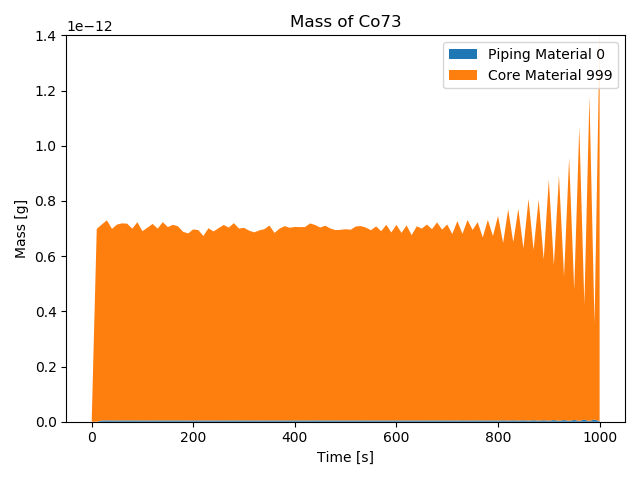 Mass of Co73
1e−12
Piping Material 0
Core Material 999
1.4
1.2
1.0
0.8
0.6
0.4
0.2
0.0
Mass [g]
0 200 400 600 800 1000
Time [s]